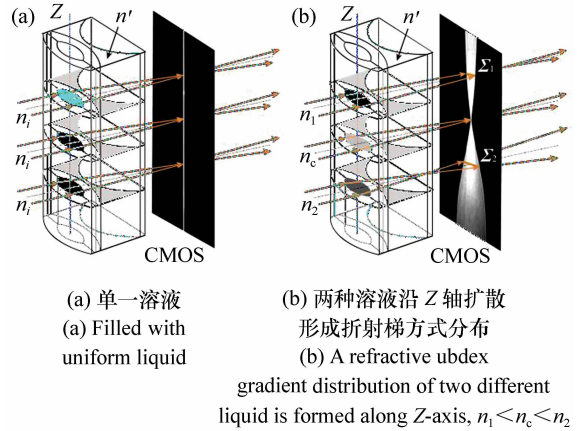 (a)
Z
n′
n_i
n_i
n_i
CMOS
(b)
Z
n′
n_1
n_c
n_2
Σ_1
Σ_2
CMOS
(a) 单一溶液
(a) Filled with
uniform liquid
(b) 两种溶液沿 Z 轴扩散
形成折射梯方式分布
(b) A refractive ubdex
gradient distribution of two different
liquid is formed along Z-axis, n_1<n_c<n_2